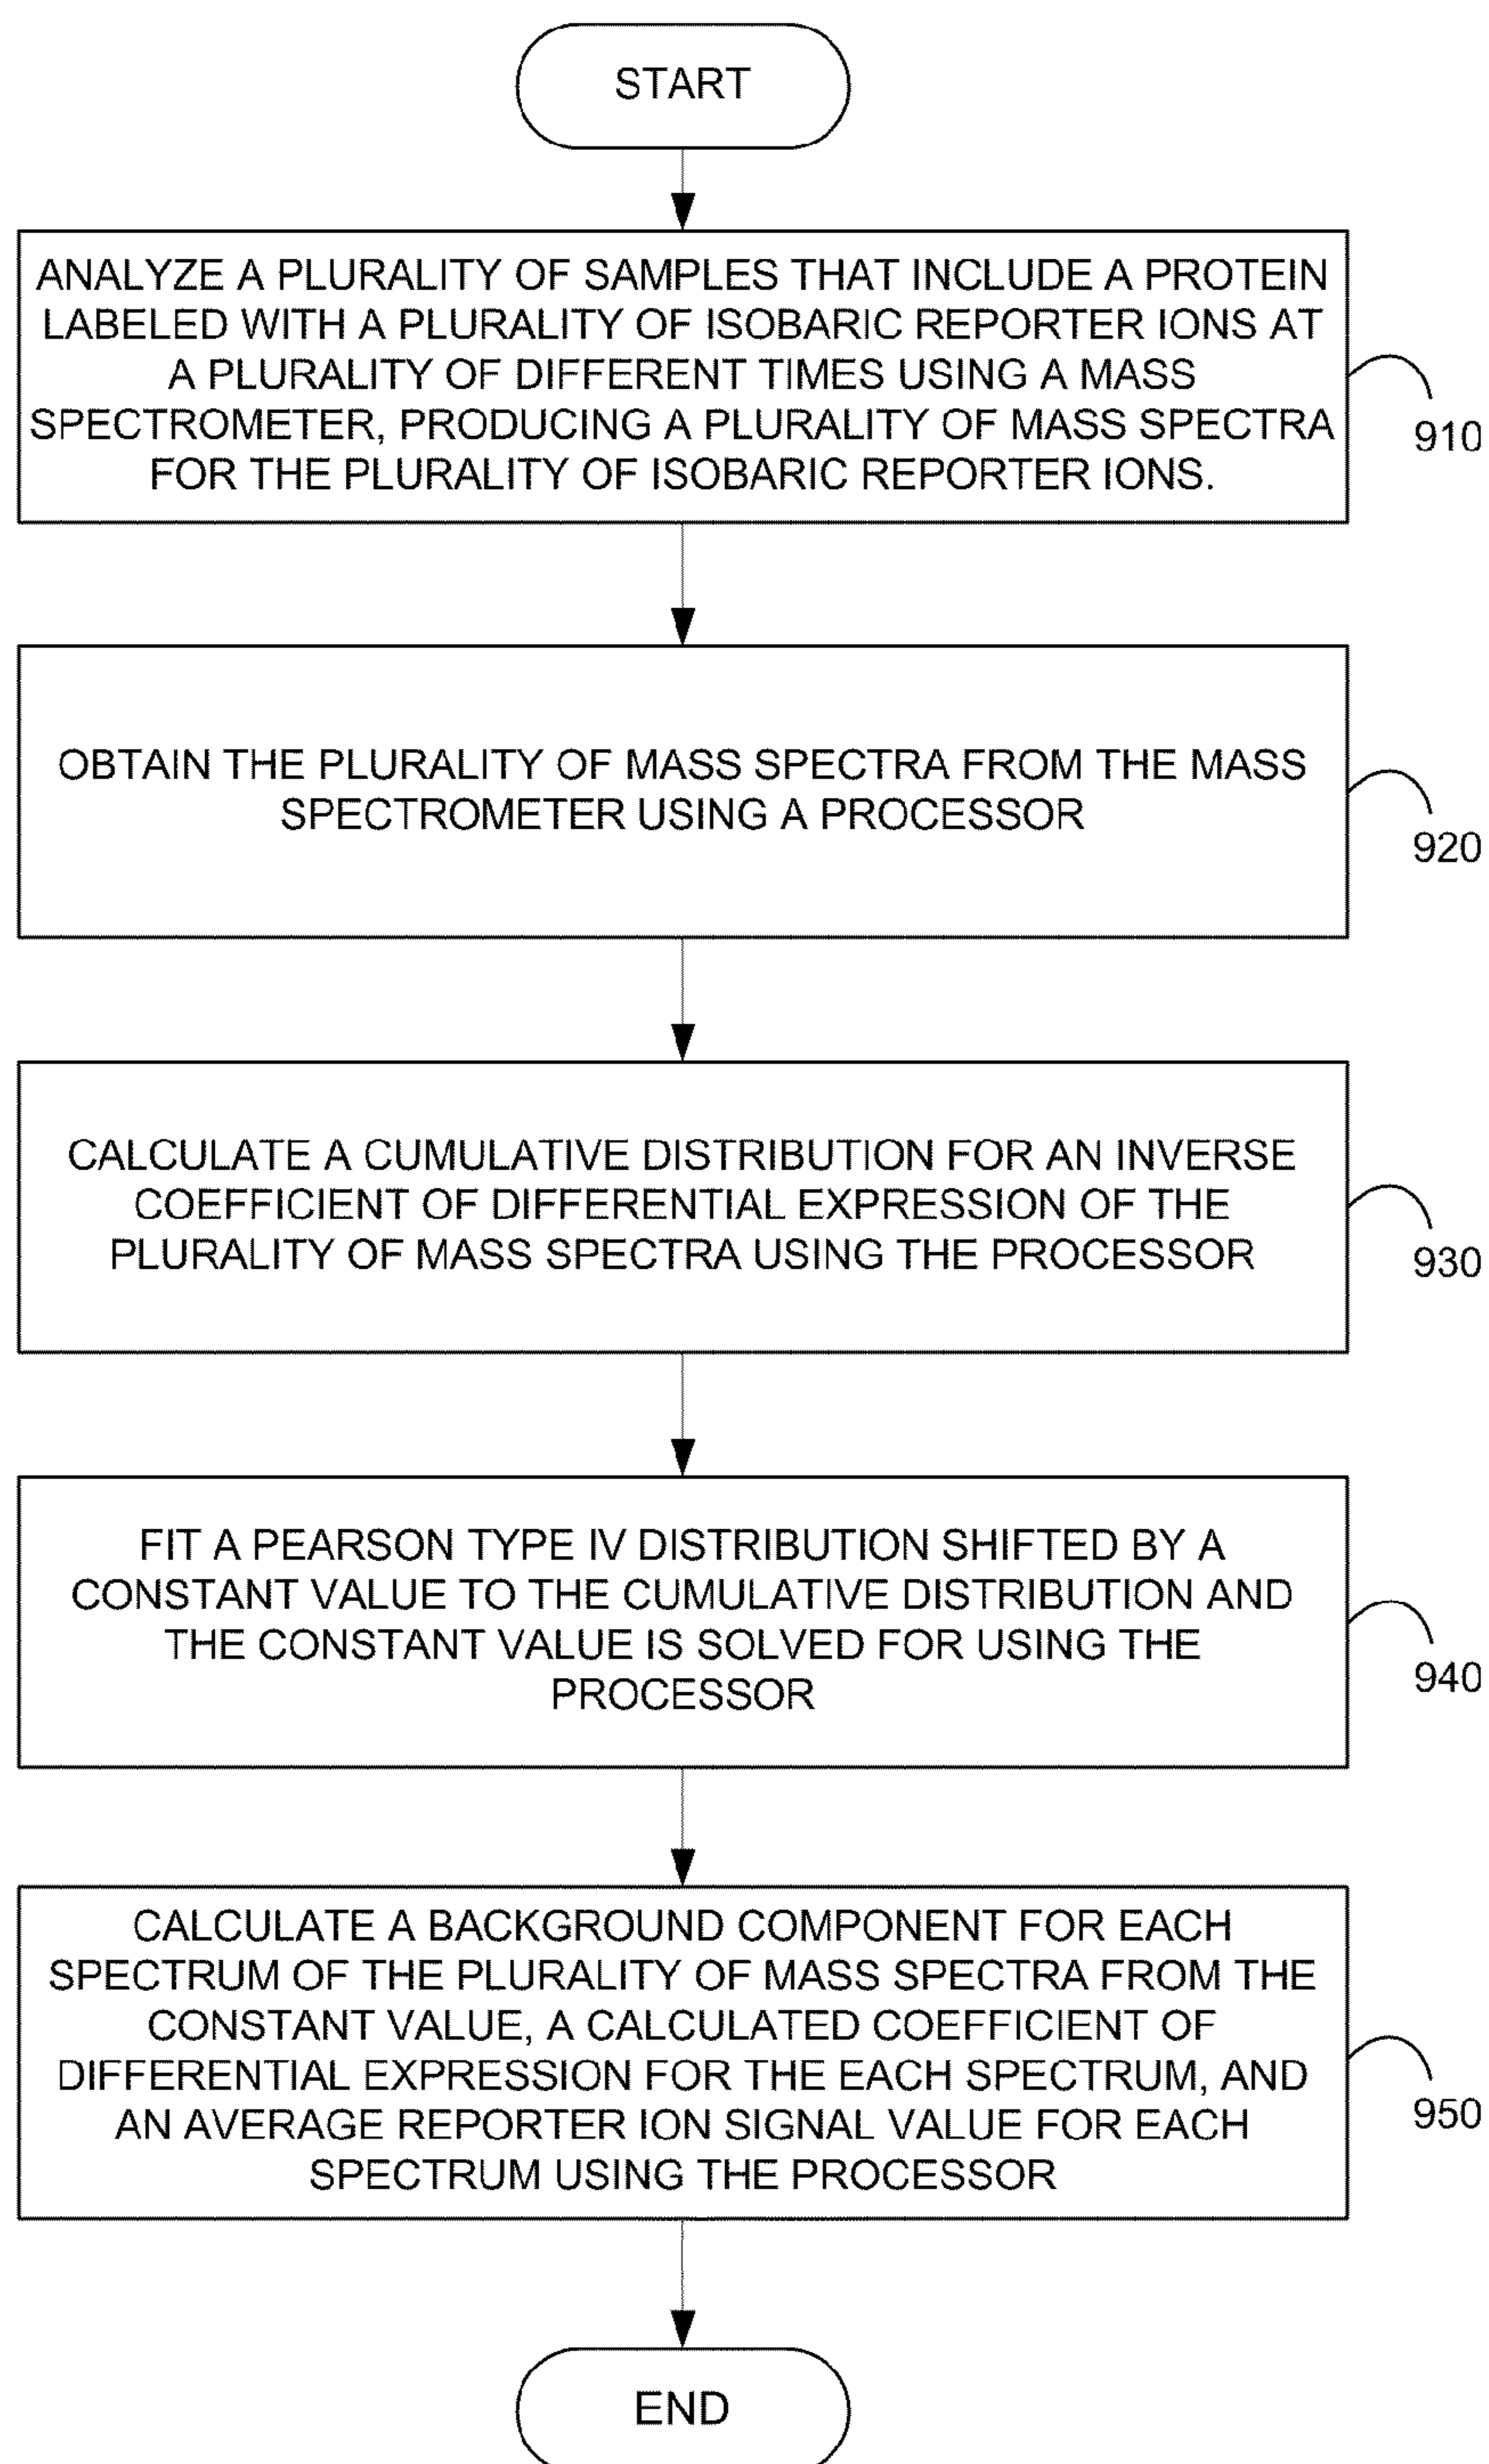 START
ANALYZE A PLURALITY OF SAMPLES THAT INCLUDE A PROTEIN
LABELED WITH A PLURALITY OF ISOBARIC REPORTER IONS AT
A PLURALITY OF DIFFERENT TIMES USING A MASS
SPECTROMETER, PRODUCING A PLURALITY OF MASS SPECTRA
FOR THE PLURALITY OF ISOBARIC REPORTER IONS.
910
OBTAIN THE PLURALITY OF MASS SPECTRA FROM THE MASS
SPECTROMETER USING A PROCESSOR
920
CALCULATE A CUMULATIVE DISTRIBUTION FOR AN INVERSE
COEFFICIENT OF DIFFERENTIAL EXPRESSION OF THE
PLURALITY OF MASS SPECTRA USING THE PROCESSOR
930
FIT A PEARSON TYPE IV DISTRIBUTION SHIFTED BY A
CONSTANT VALUE TO THE CUMULATIVE DISTRIBUTION AND
THE CONSTANT VALUE IS SOLVED FOR USING THE
PROCESSOR
940
CALCULATE A BACKGROUND COMPONENT FOR EACH
SPECTRUM OF THE PLURALITY OF MASS SPECTRA FROM THE
CONSTANT VALUE, A CALCULATED COEFFICIENT OF
DIFFERENTIAL EXPRESSION FOR THE EACH SPECTRUM, AND
AN AVERAGE REPORTER ION SIGNAL VALUE FOR EACH
SPECTRUM USING THE PROCESSOR
950
END